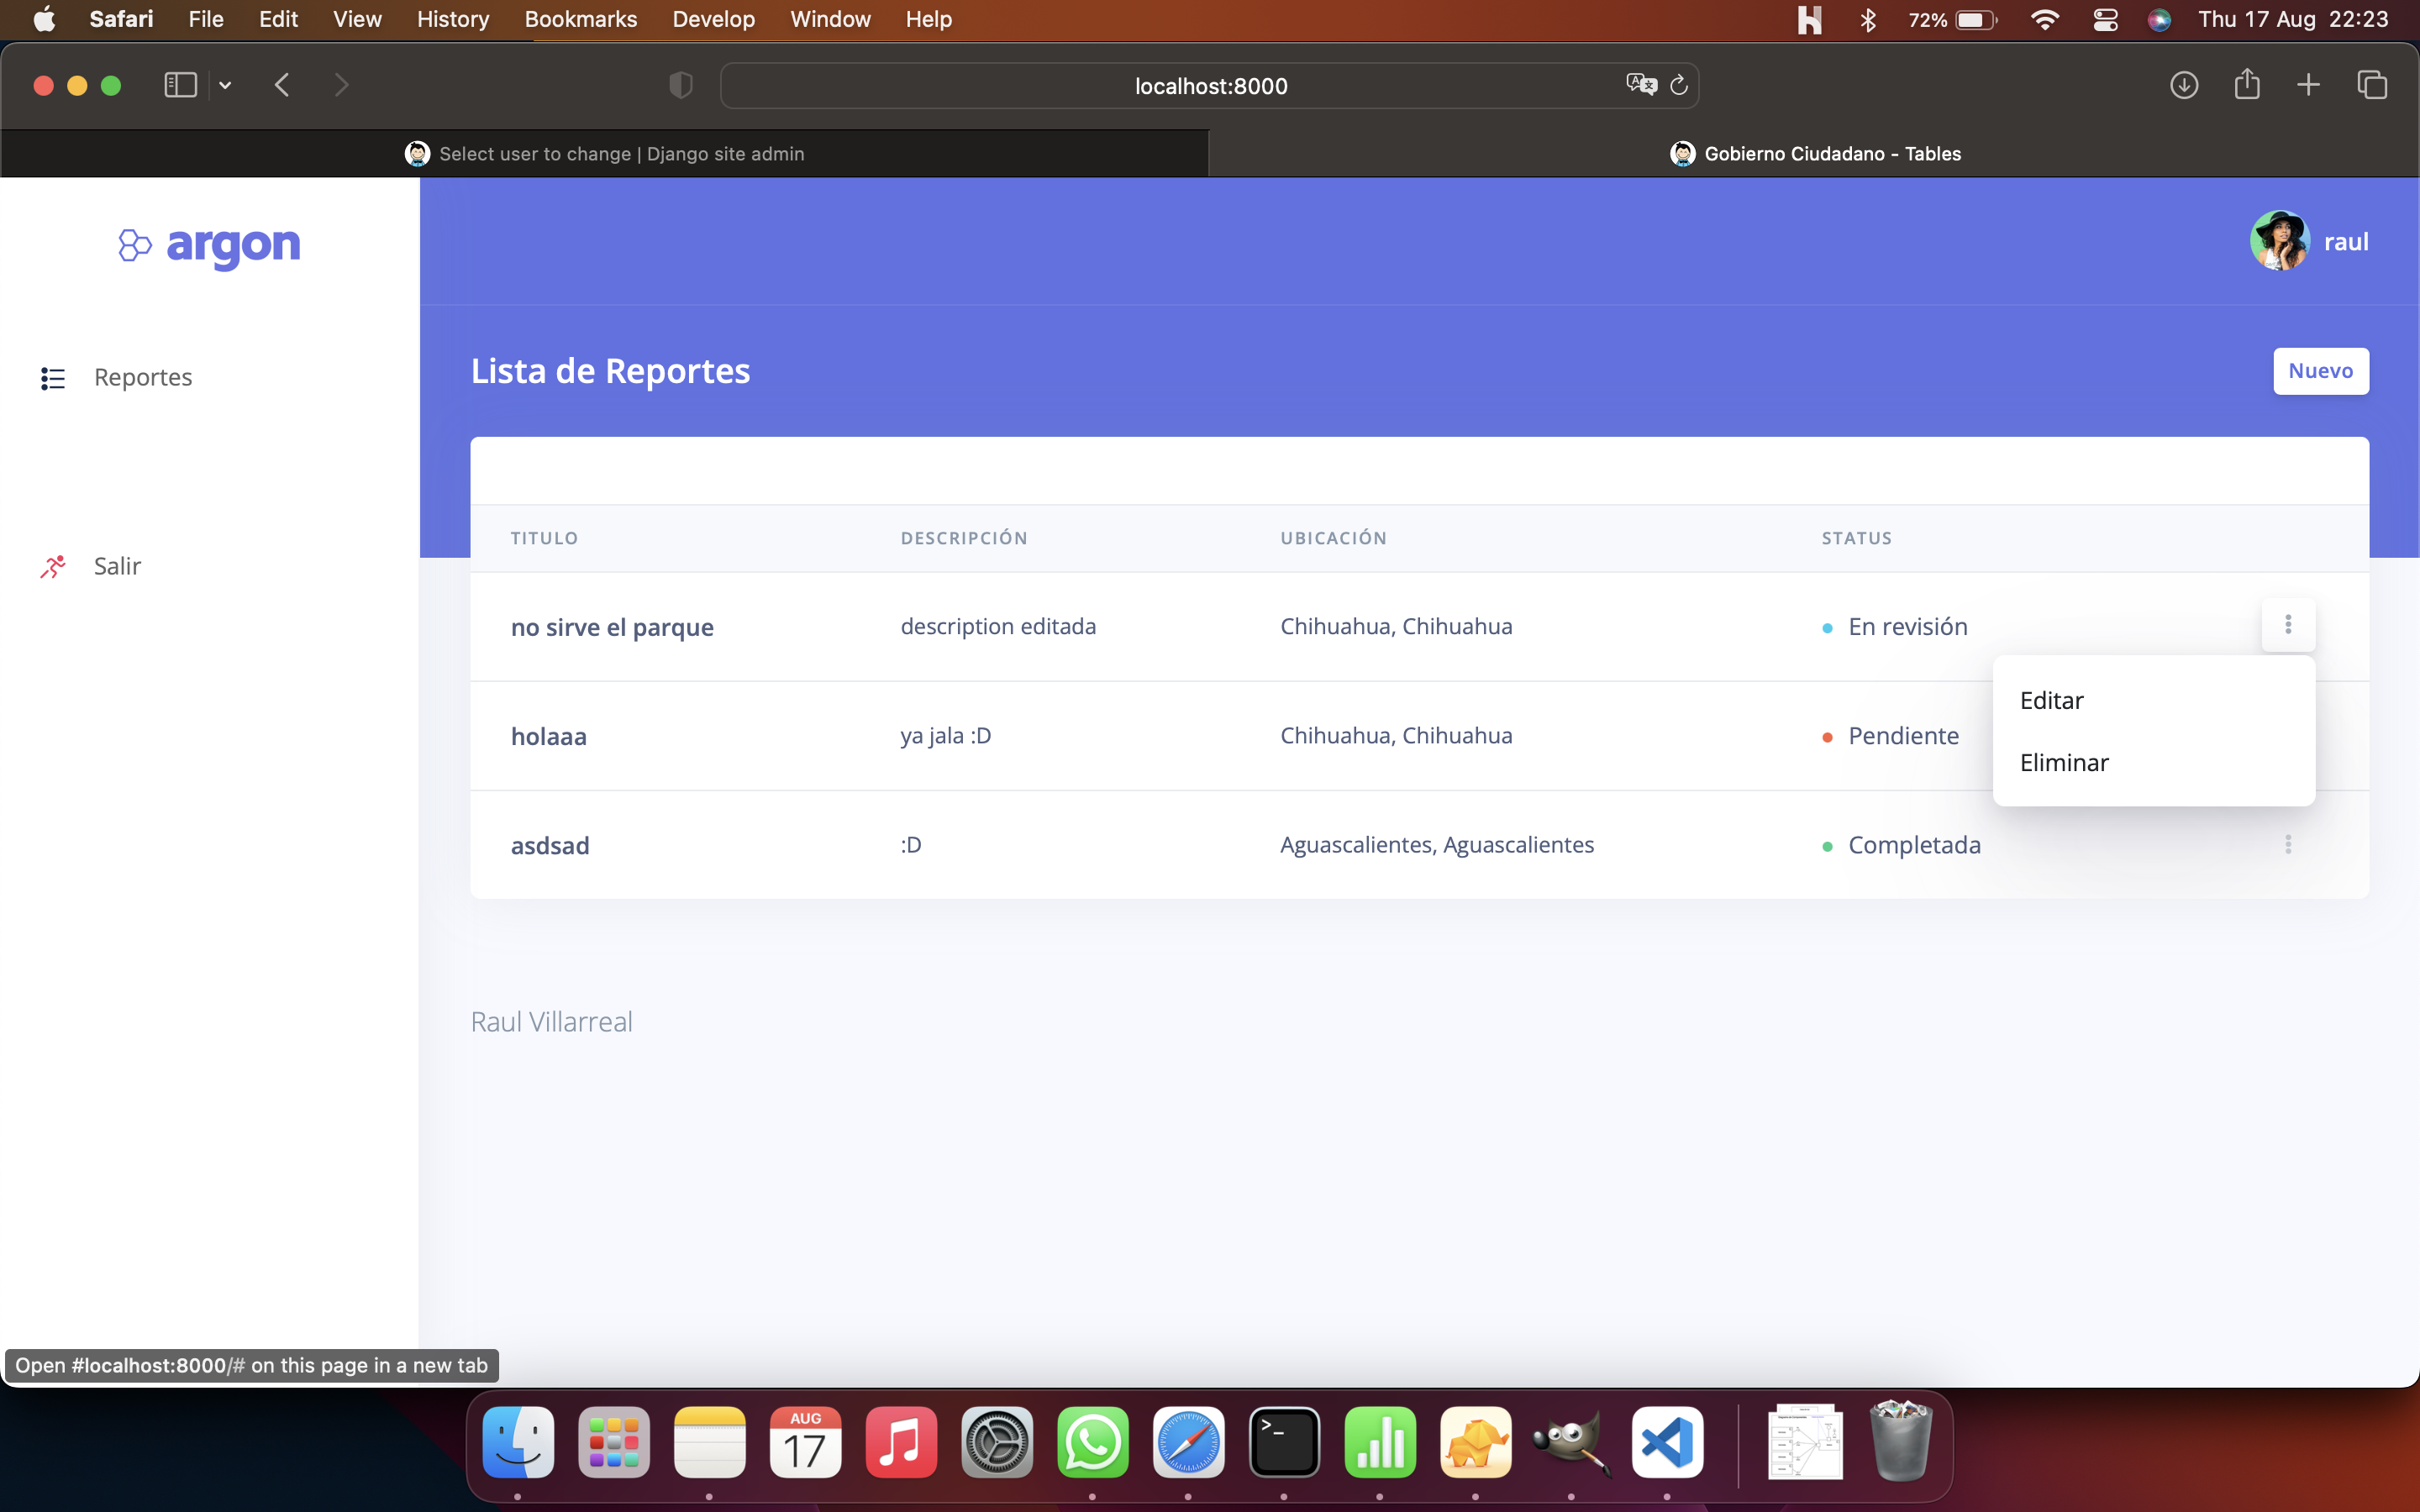 Safari File Edit View History Bookmarks Develop Window Help 72% Thu 17 Aug 22:23
localhost:8000
Select user to change | Django site admin
Gobierno Ciudadano - Tables
argon
raul
Reportes
Salir
Lista de Reportes
Nuevo
TITULO DESCRIPCIÓN UBICACIÓN STATUS
no sirve el parque description editada Chihuahua, Chihuahua En revisión
Editar
holaaa ya jala :D Chihuahua, Chihuahua Pendiente
Eliminar
asdsad :D Aguascalientes, Aguascalientes Completada
Raul Villarreal
Open #localhost:8000/# on this page in a new tab
AUG
17
>_